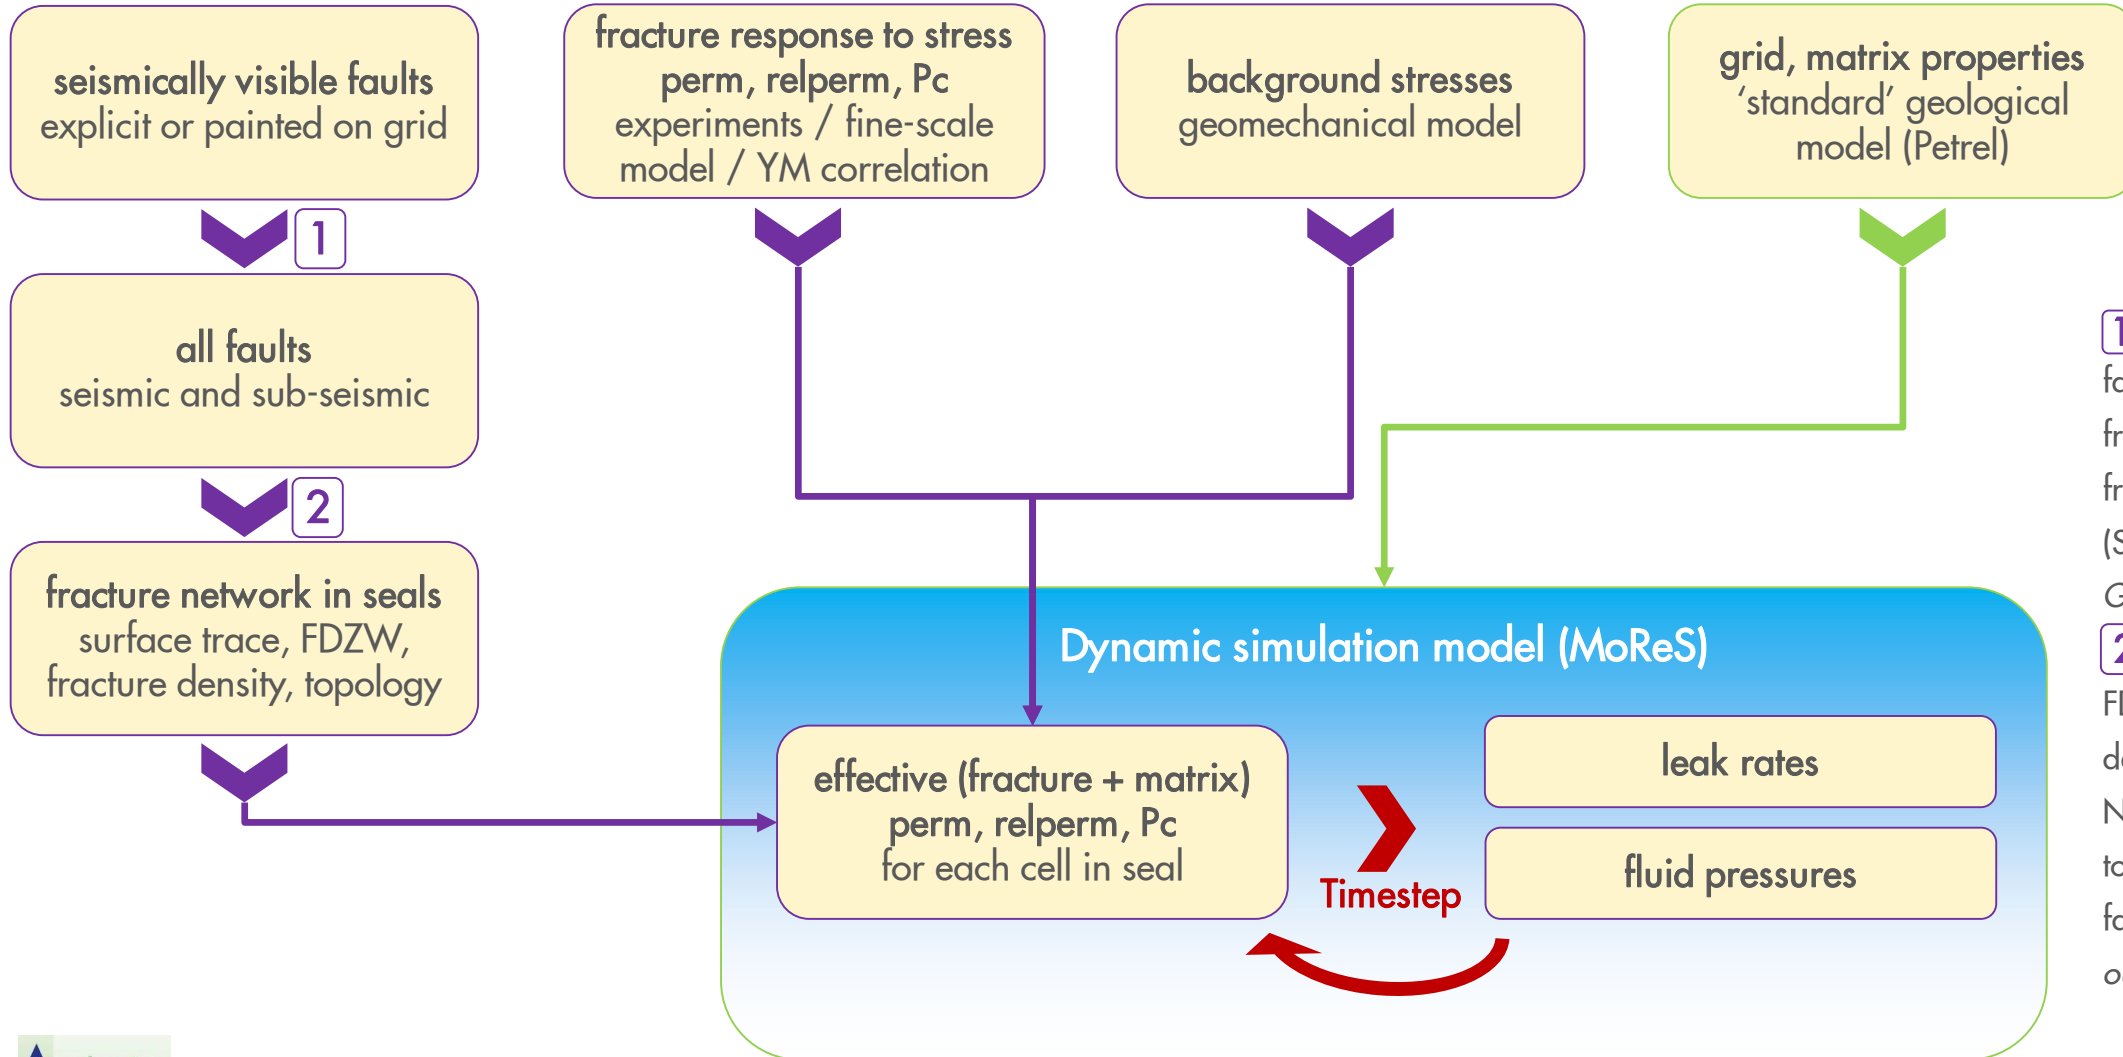 seismically visible faults
explicit or painted on grid
fracture response to stress
perm, relperm, Pc
experiments / fine-scale
model / YM correlation
background stresses
geomechanical model
grid, matrix properties
‘standard’ geological
model (Petrel)
1
all faults
seismic and sub-seismic
2
fracture network in seals
surface trace, FDZW,
fracture density, topology
Dynamic simulation model (MoReS)
effective (fracture + matrix)
perm, relperm, Pc
for each cell in seal
Timestep
leak rates
fluid pressures
1
2